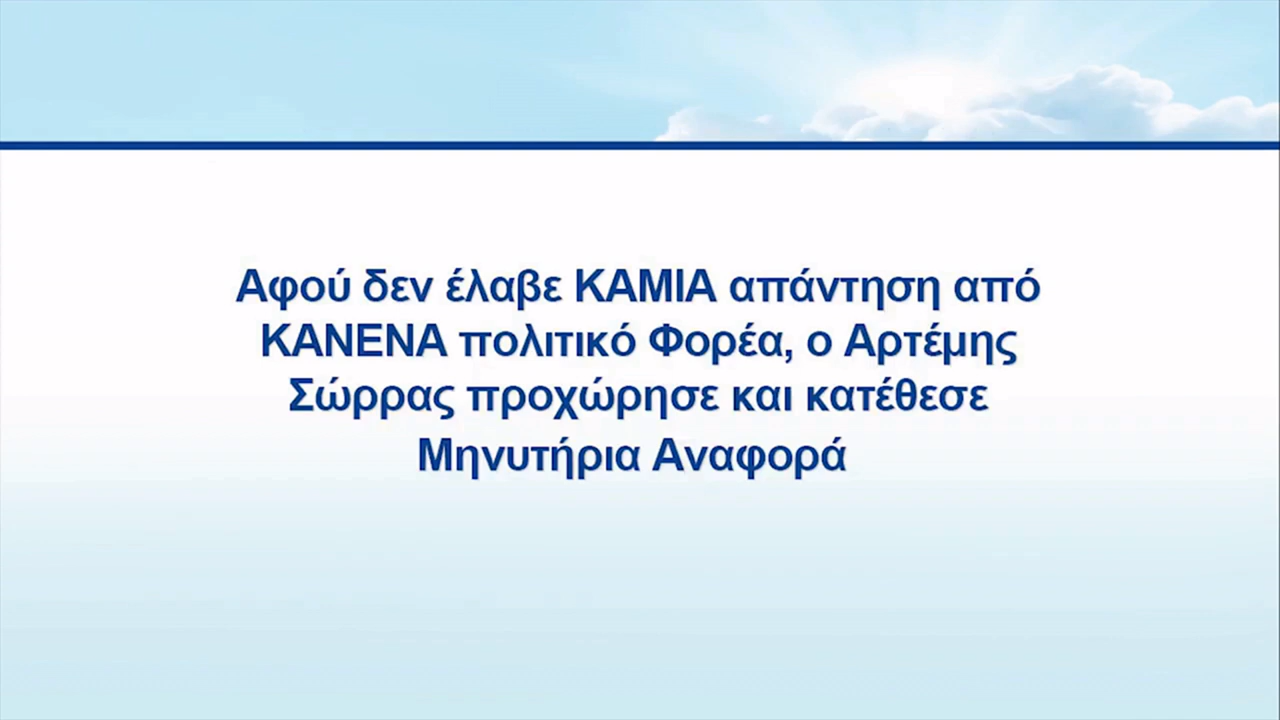 Αφού δεν έλαβε ΚΑΜΙΑ απάντηση από
ΚΑΝΕΝΑ πολιτικό Φορέα, ο Αρτέμης
Σώρρας προχώρησε και κατέθεσε
Μηνυτήρια Αναφορά